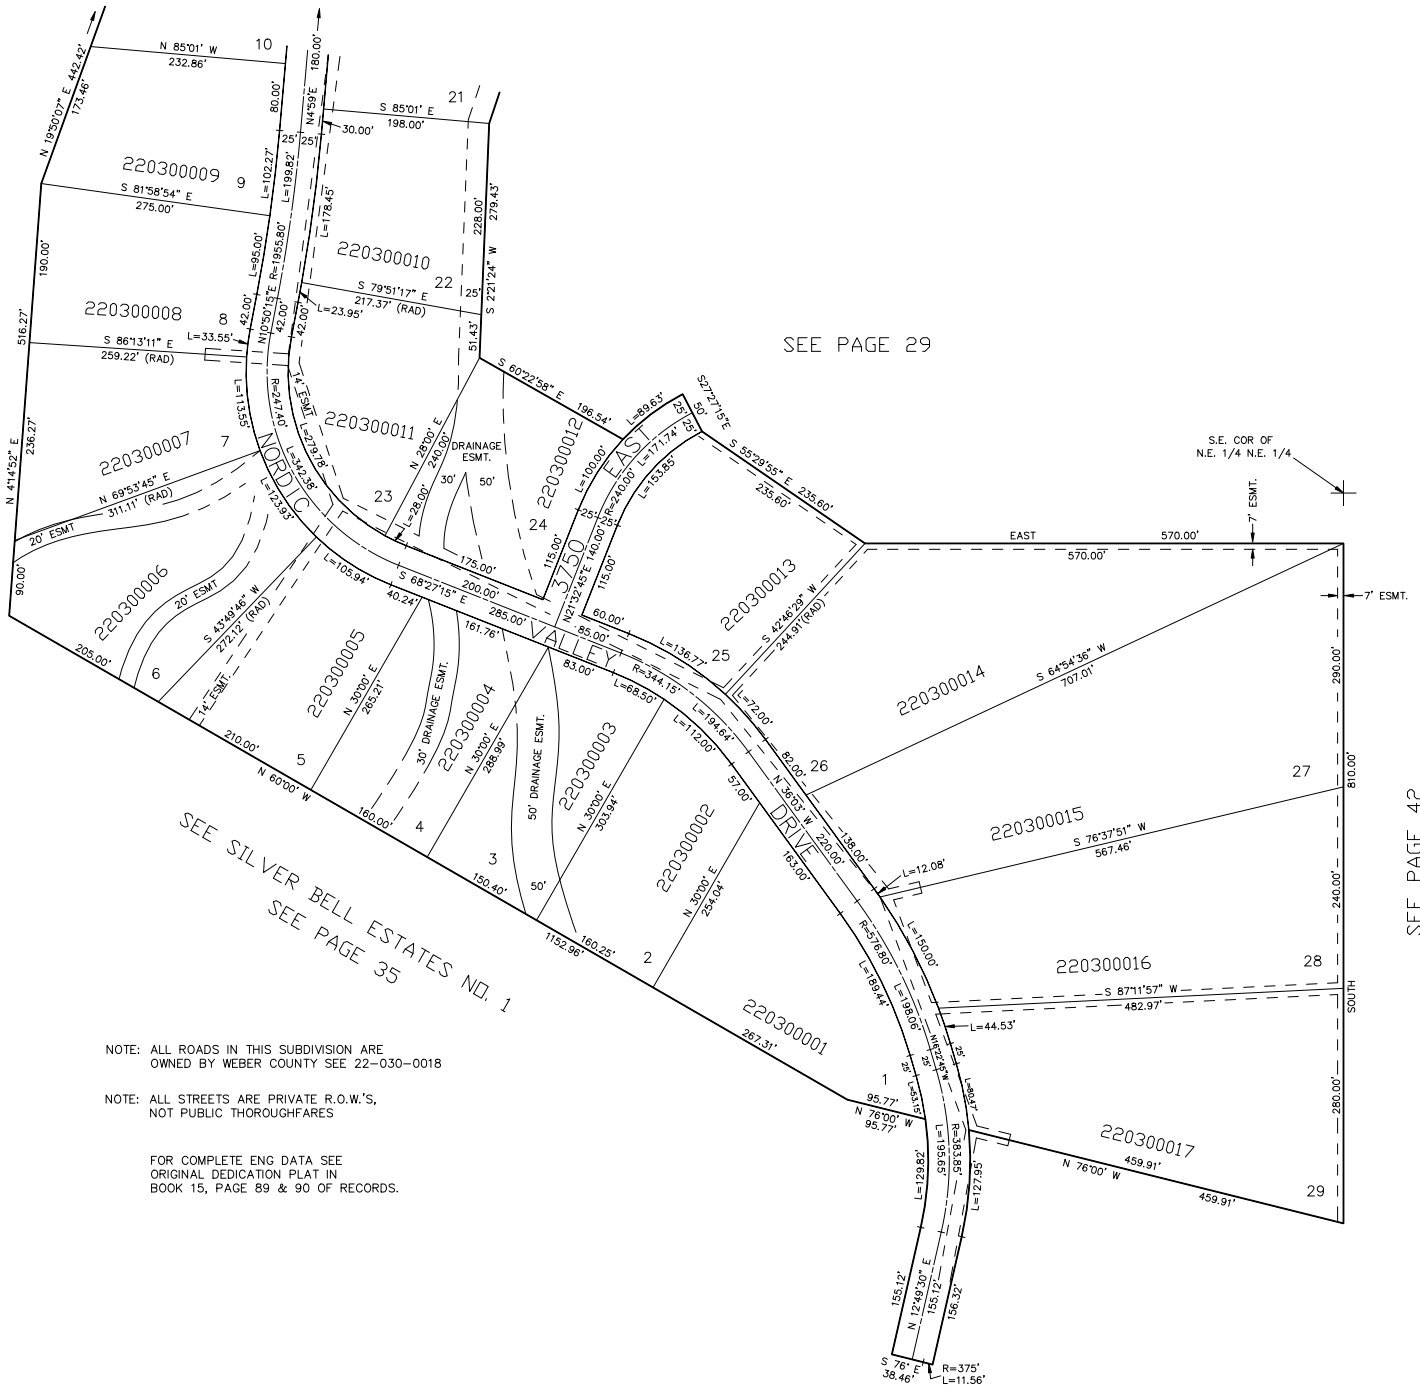 N 19°50'07" E 442.42'
173.46'
N 85°01' W
232.86'
10
80.00'
180.00'
N4°59'E
S 85°01' E
198.00'
21
30.00'
25' 25'
220300009 9
S 81°58'54" E
275.00'
L=102.27'
L=199.82'
L=178.45'
228.00'
279.43'
S 2°21'24" W
190.00'
516.27'
L=95.00'
R=1955.80'
220300010
22
25'
S 79°51'17" E
217.37' (RAD)
L=23.95'
220300008 8
L=33.55'
42.00'
N10°50'15"E
42.00'
42.00'
S 86°13'11" E
259.22' (RAD)
51.43'
SEE PAGE 29
S 60°22'58" E
196.54'
L=89.63'
S27°27'15"E
50'
25'
25'
14' ESMT
L=113.55'
R=247.40'
L=279.78'
L=342.38'
220300011
N 28°00' E
240.00'
DRAINAGE
ESMT.
30' 50'
220300012
L=100.00'
EAST
L=171.74'
R=240.00'
L=153.85'
S 55°29'55" E 235.60'
235.60'
S.E. COR OF
N.E. 1/4 N.E. 1/4
7' ESMT.
236.27'
N 4°14'52" E
220300007 7
N 69°53'45" E
311.11' (RAD)
20' ESMT
NORDIC
L=123.93'
23
L=28.00'
24
25' 25'
3750
115.00'
N21°32'45"E 140.00'
115.00'
EAST 570.00'
570.00'
7' ESMT.
90.00'
220300006
20' ESMT
205.00'
6
S 43°49'46" W
272.12' (RAD)
14' ESMT.
L=105.94'
S 68°27'15" E
175.00'
200.00'
40.24'
285.00'
161.76'
60.00'
85.00'
VALLEY
83.00'
L=136.77'
25
220300013
S 42°46'29" W
244.91'(RAD)
220300014
S 64°54'36" W
707.01'
290.00'
810.00'
220300005
N 30°00' E
265.21'
210.00'
5
N 60°00' W
30' DRAINAGE ESMT.
160.00'
220300004
N 30°00' E
288.99'
4
50' DRAINAGE ESMT.
L=68.50'
R=344.15'
L=194.64'
L=112.00'
L=72.00'
82.00'
26
N 36°03' W
57.00'
220300003
N 30°00' E
303.94'
3
150.40'
50'
DRIVE
163.00'
220.00'
138.00'
L=12.08'
27
220300015
S 76°37'51" W
567.46'
240.00'
SEE PAGE 42
220300002
N 30°00' E
254.04'
1152.96'
160.25'
2
SEE SILVER BELL ESTATES NO. 1
SEE PAGE 35
R=576.80'
L=189.44'
L=198.06'
L=150.00'
220300016
28
S 87°11'57" W
482.97'
SOUTH
L=44.53'
220300001
267.31'
1
N16°22'45"W
25'
25'
25'
L=53.15'
L=80.47'
95.77'
N 76°00' W
95.77'
280.00'
NOTE: ALL ROADS IN THIS SUBDIVISION ARE
OWNED BY WEBER COUNTY SEE 22-030-0018
NOTE: ALL STREETS ARE PRIVATE R.O.W.'S,
NOT PUBLIC THOROUGHFARES
FOR COMPLETE ENG DATA SEE
ORIGINAL DEDICATION PLAT IN
BOOK 15, PAGE 89 & 90 OF RECORDS.
L=129.82'
L=195.65'
R=383.85'
L=127.95'
220300017
459.91'
N 76°00' W
459.91'
29
155.12'
N 12°49'30" E
155.12'
156.32'
S 76° E
38.46'
R=375'
L=11.56'